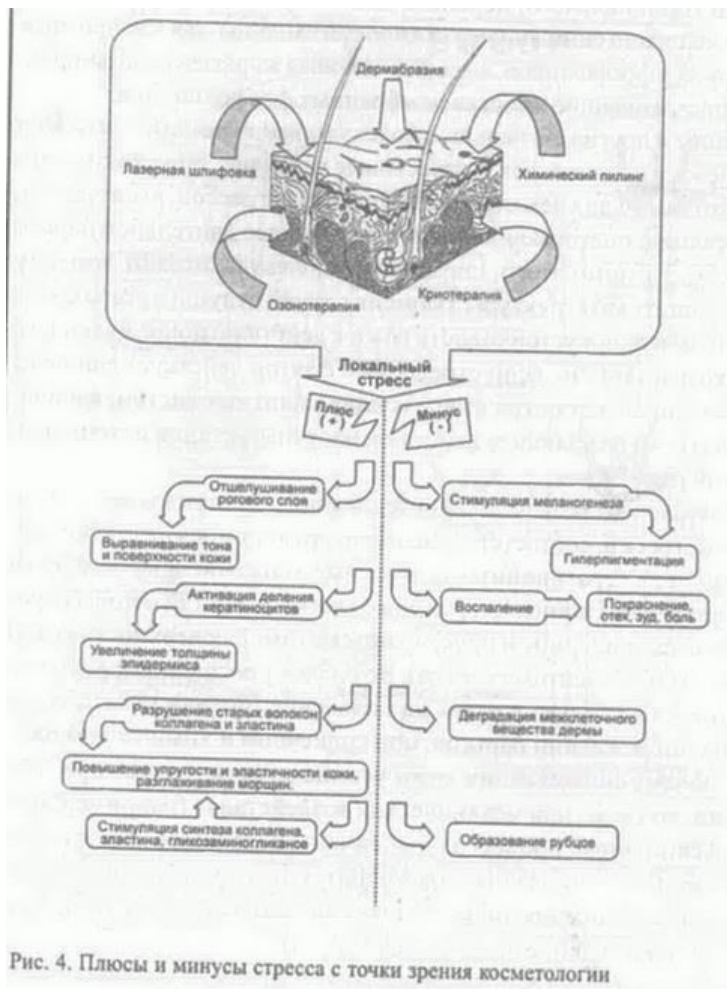 Дермабразия
Лазерная шлифовка
Химический пилинг
Озонотерапия
Криотерапия
Локальный
стресс
Плюс
(+)
Минус
(-)
Отшелушивание
рогового слоя
Стимуляция меланогенеза
Выравнивание тона
и поверхности кожи
Гиперпигментация
Активация деления
кератиноцитов
Воспаление
Покраснение,
отек, зуд, боль
Увеличение толщины
эпидермиса
Разрушение старых волокон
коллагена и эластина
Деградация межклеточного
вещества дермы
Повышение упругости и эластичности кожи,
разглаживание морщин.
Стимуляция синтеза коллагена,
эластина, гликозаминогликанов
Образование рубцов
Рис. 4. Плюсы и минусы стресса с точки зрения косметологии